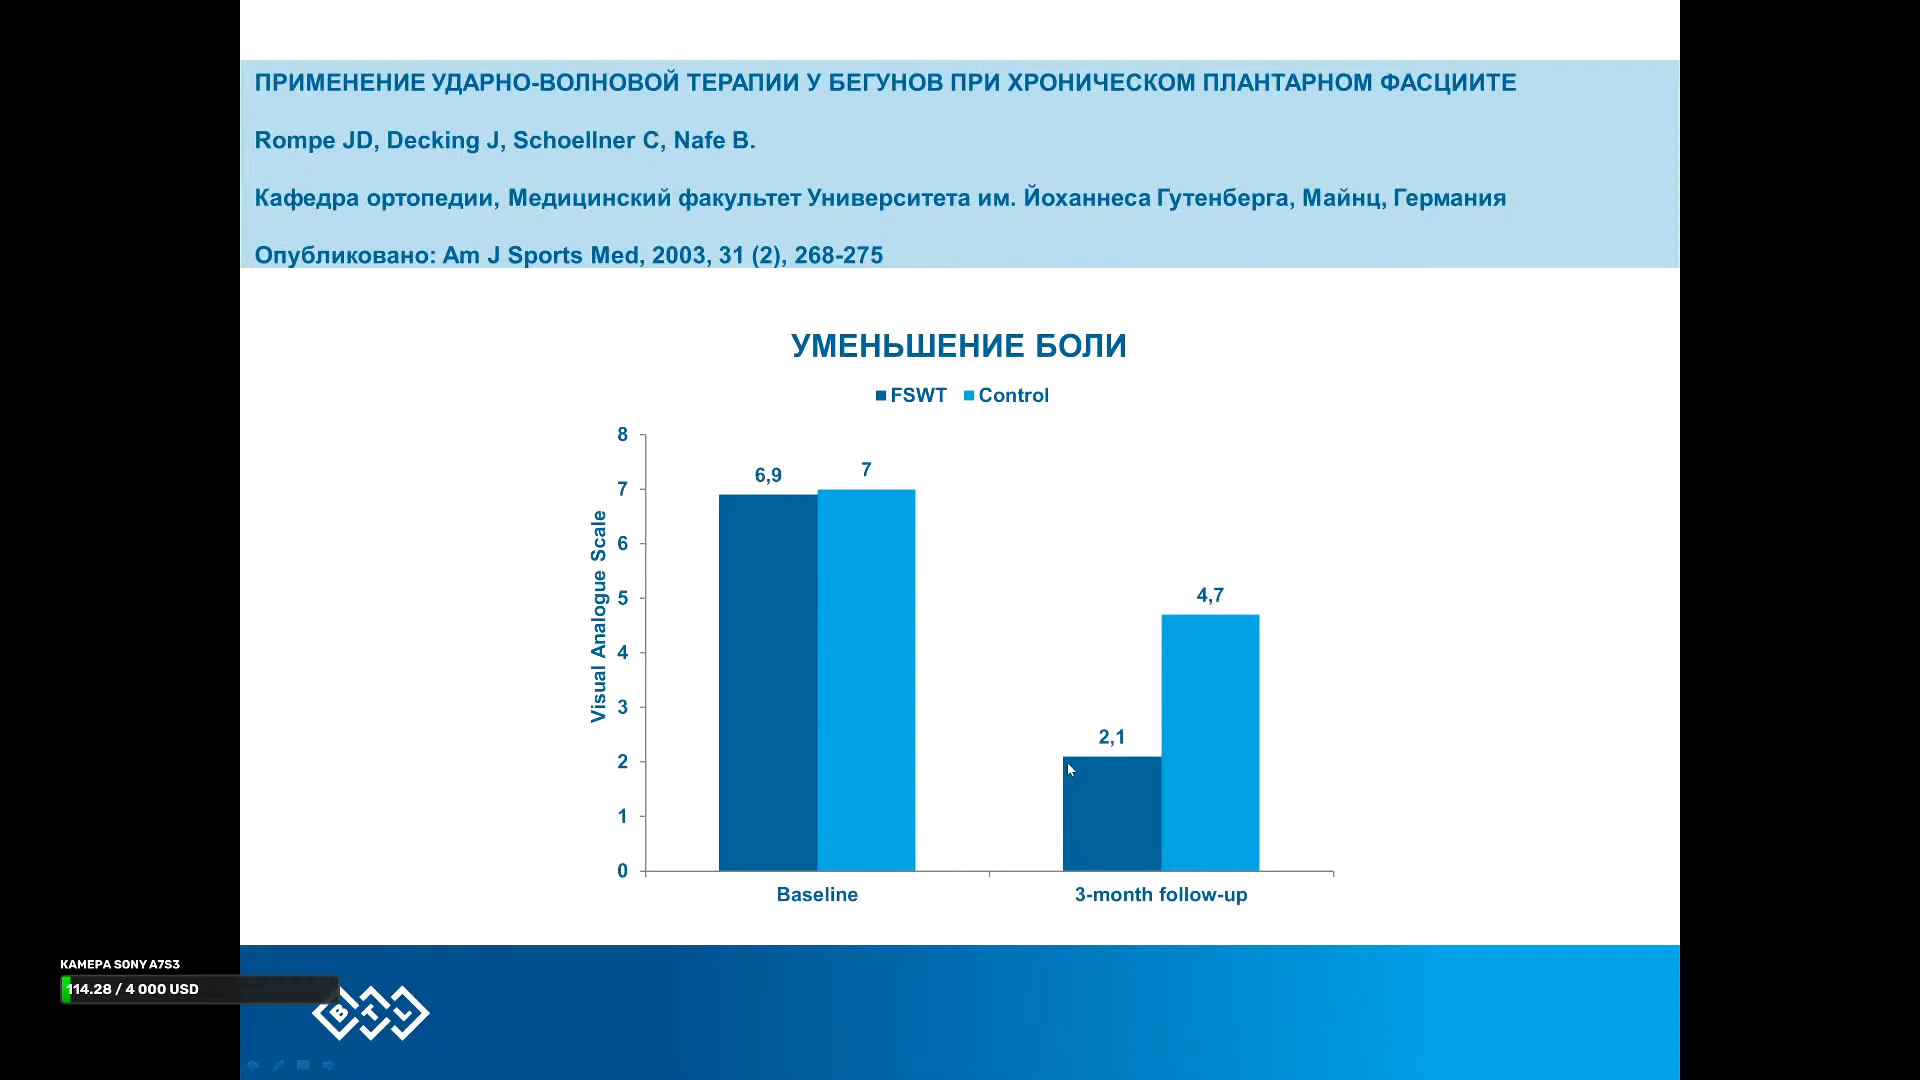 ПРИМЕНЕНИЕ УДАРНО-ВОЛНОВОЙ ТЕРАПИИ У БЕГУНОВ ПРИ ХРОНИЧЕСКОМ ПЛАНТАРНОМ ФАСЦИИТЕ
Rompe JD, Decking J, Schoellner C, Nafe B.
Кафедра ортопедии, Медицинский факультет Университета им. Йоханнеса Гутенберга, Майнц, Германия
Опубликовано: Am J Sports Med, 2003, 31 (2), 268-275
УМЕНЬШЕНИЕ БОЛИ
FSWT Control
Visual Analogue Scale
8
7
6
5
4
3
2
1
0
6,9
7
2,1
4,7
Baseline
3-month follow-up
КАМЕРА SONY A7S3
114.28 / 4 000 USD
BTL